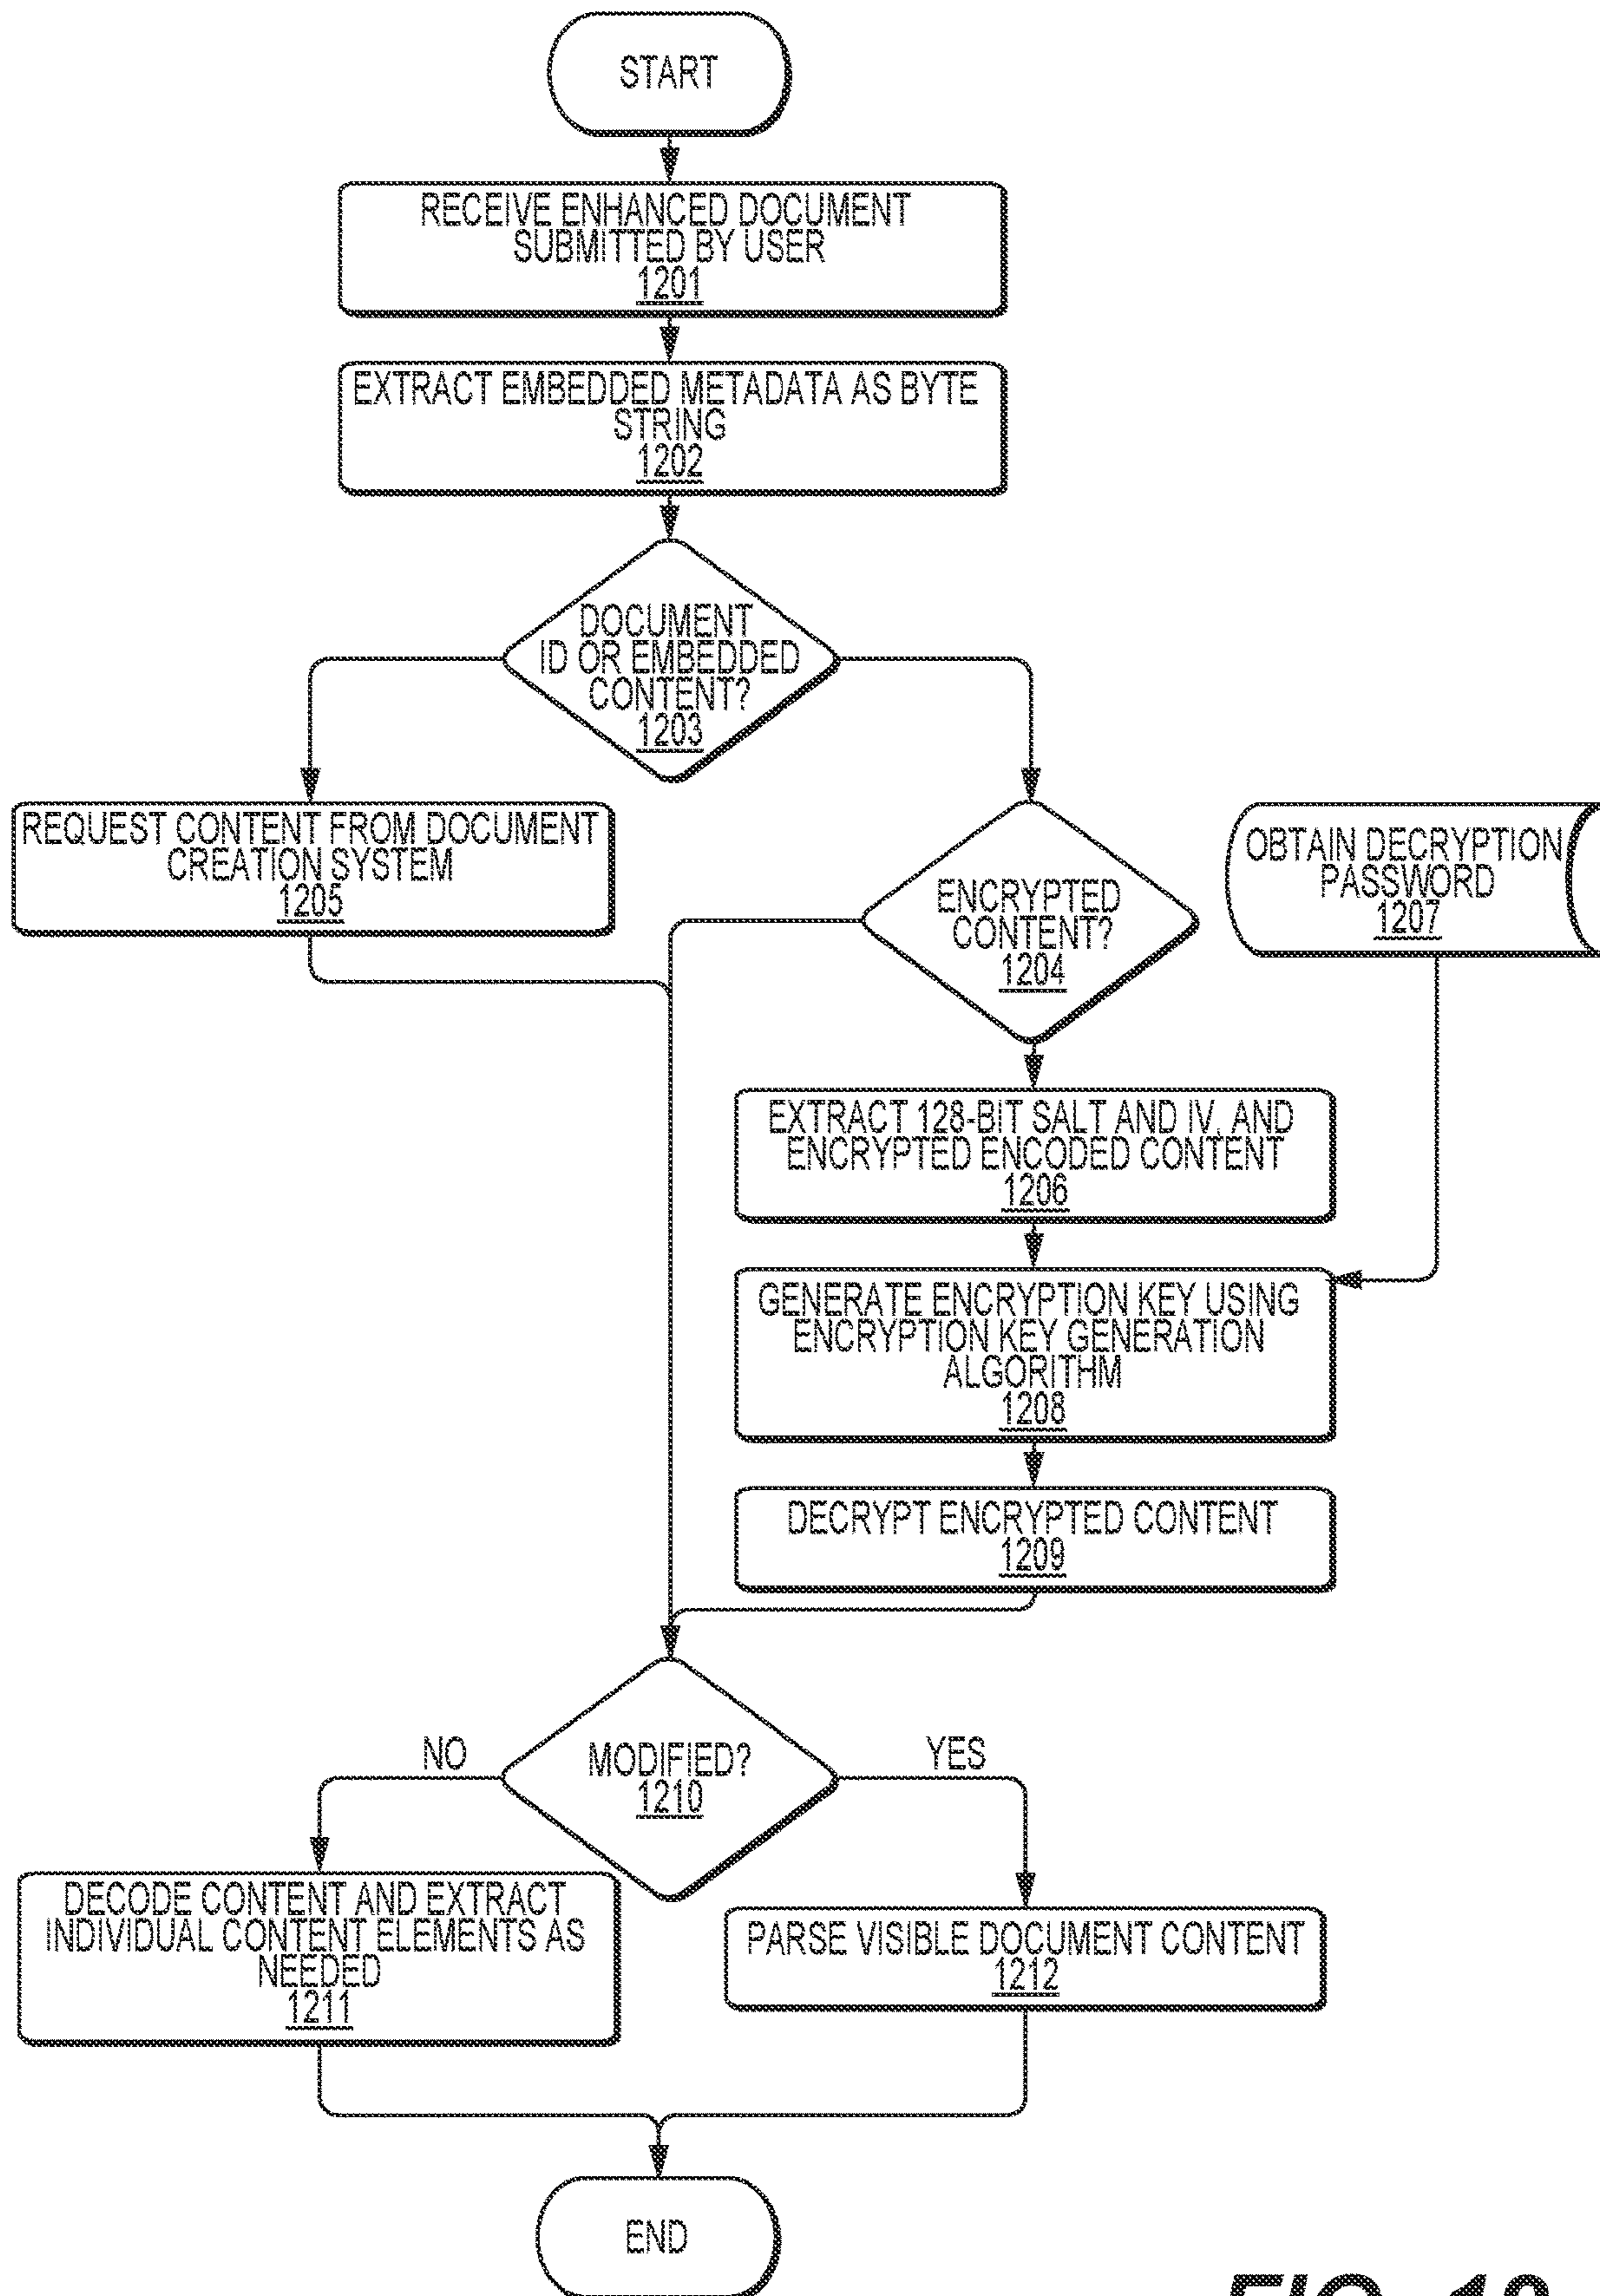 START
RECEIVE ENHANCED DOCUMENT
SUBMITTED BY USER
1201
EXTRACT EMBEDDED METADATA AS BYTE
STRING
1202
DOCUMENT
ID OR EMBEDDED
CONTENT?
1203
REQUEST CONTENT FROM DOCUMENT
CREATION SYSTEM
1205
ENCRYPTED
CONTENT?
1204
OBTAIN DECRYPTION
PASSWORD
1207
EXTRACT 128-BIT SALT AND IV, AND
ENCRYPTED ENCODED CONTENT
1206
GENERATE ENCRYPTION KEY USING
ENCRYPTION KEY GENERATION
ALGORITHM
1208
DECRYPT ENCRYPTED CONTENT
1209
NO
MODIFIED?
1210
YES
DECODE CONTENT AND EXTRACT
INDIVIDUAL CONTENT ELEMENTS AS
NEEDED
1211
PARSE VISIBLE DOCUMENT CONTENT
1212
END
FIG.